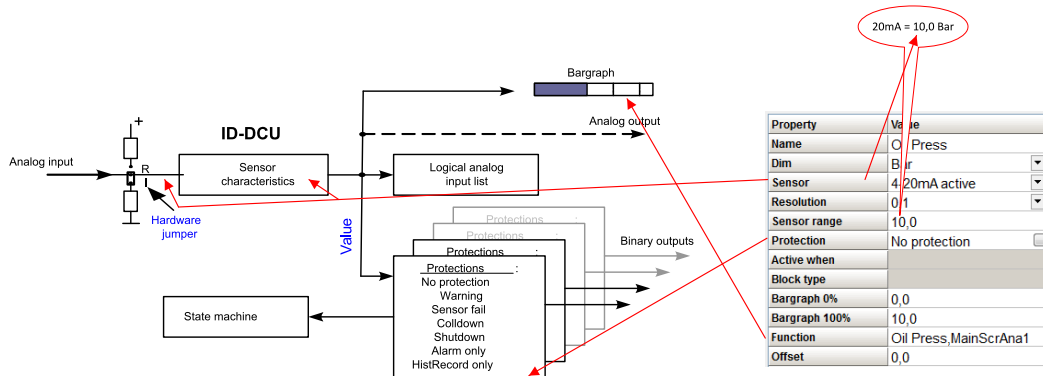 20mA = 10,0 Bar
Bargraph
Analog output
ID-DCU
+
Analog input
R
I
Sensor characteristics
Logical analog input list
Hardware jumper
Value
Protections :
Protections :
Protections :
Protections :
No protection
Warning
Sensor fail
Colldown
Shutdown
Alarm only
HistRecord only
Binary outputs
State machine
Property Value
Name Oil Press
Dim Bar
Sensor 4-20mA active
Resolution 0,1
Sensor range 10,0
Protection No protection
Active when
Block type
Bargraph 0% 0,0
Bargraph 100% 10,0
Function Oil Press,MainScrAna1
Offset 0,0